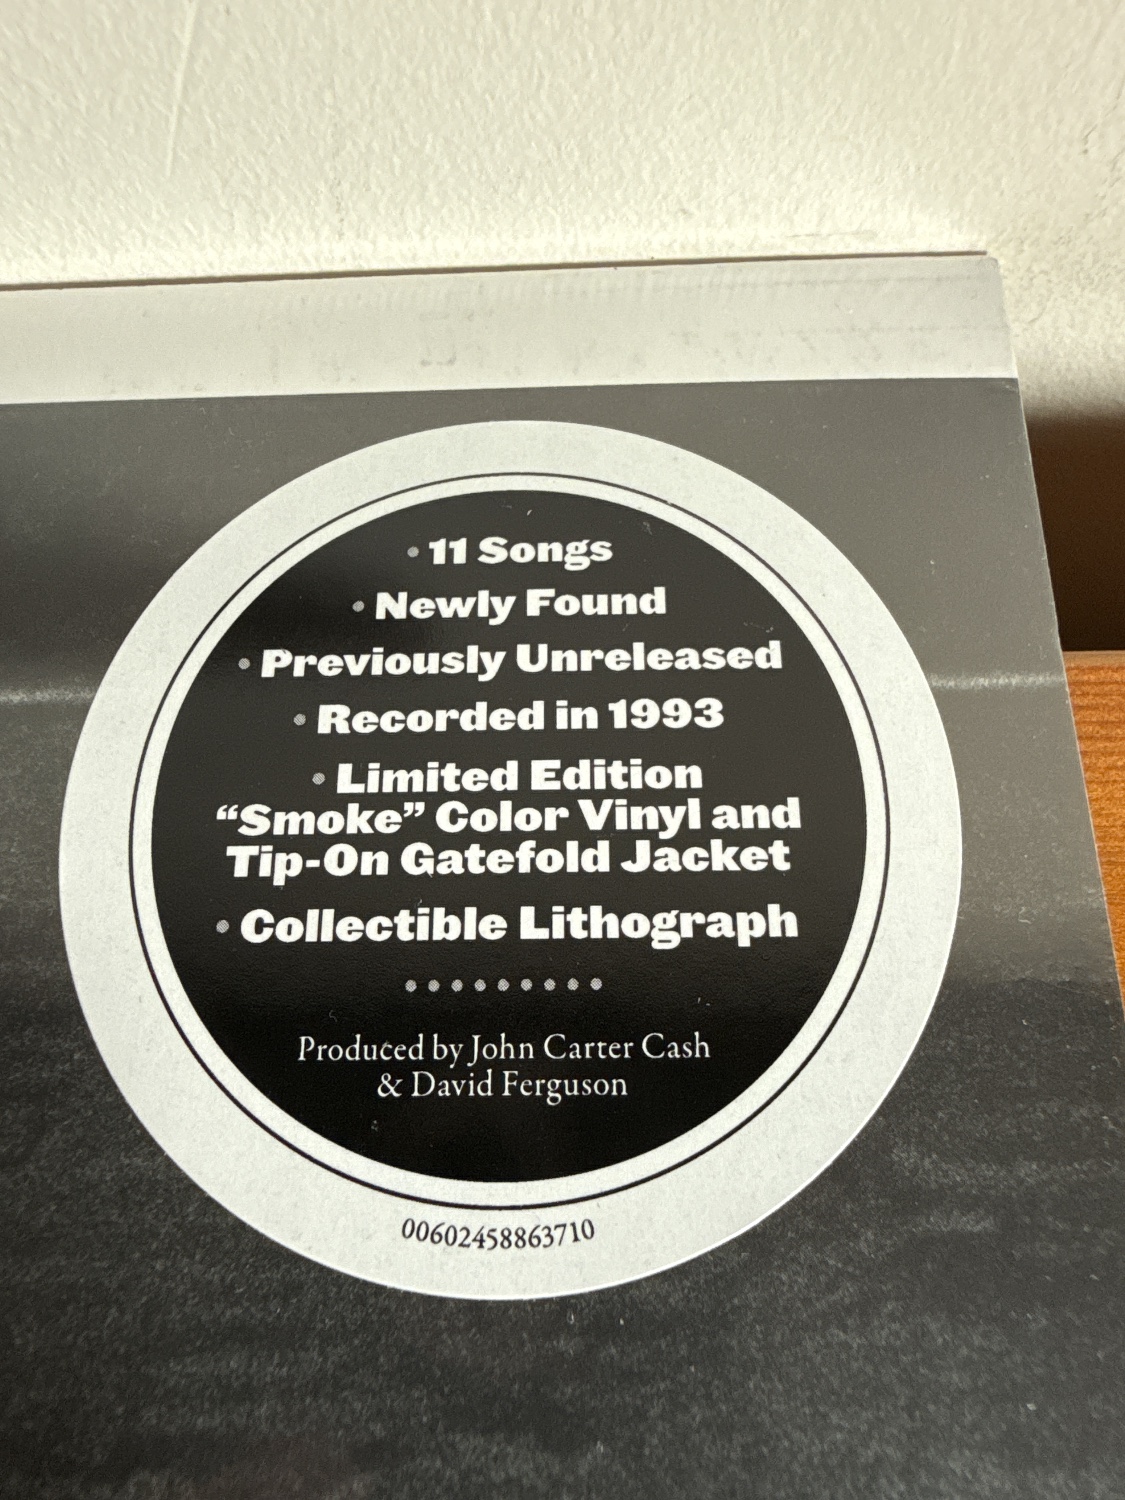 • 11 Songs
• Newly Found
• Previously Unreleased
• Recorded in 1993
• Limited Edition
“Smoke” Color Vinyl and
Tip-On Gatefold Jacket
• Collectible Lithograph
Produced by John Carter Cash
& David Ferguson
00602458863710